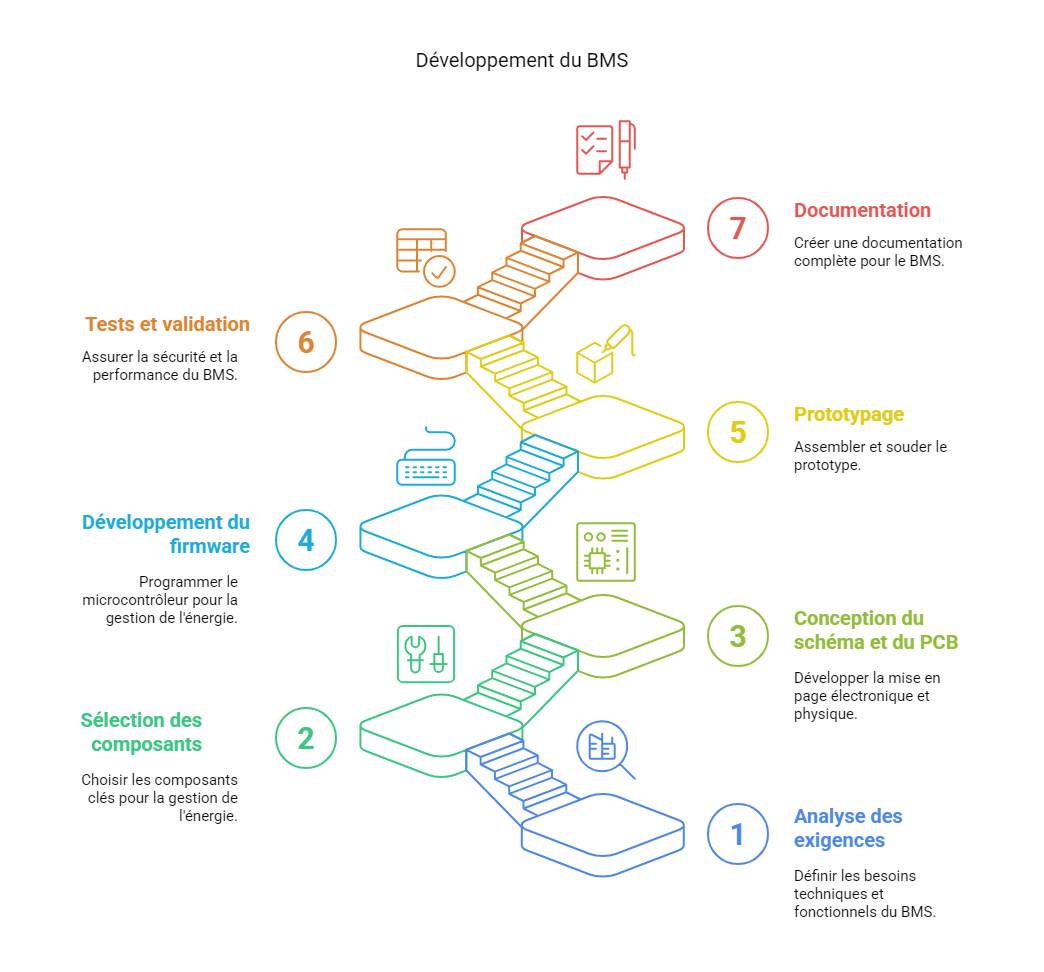 Développement du BMS
7
Documentation
Créer une documentation
complète pour le BMS.
Tests et validation
6
Assurer la sécurité et la
performance du BMS.
5
Prototypage
Assembler et souder le
prototype.
Développement du
firmware
4
Programmer le
microcontrôleur pour la
gestion de l'énergie.
3
Conception du
schéma et du PCB
Développer la mise en
page électronique et
physique.
Sélection des
composants
2
Choisir les composants
clés pour la gestion de
l'énergie.
1
Analyse des
exigences
Définir les besoins
techniques et
fonctionnels du BMS.